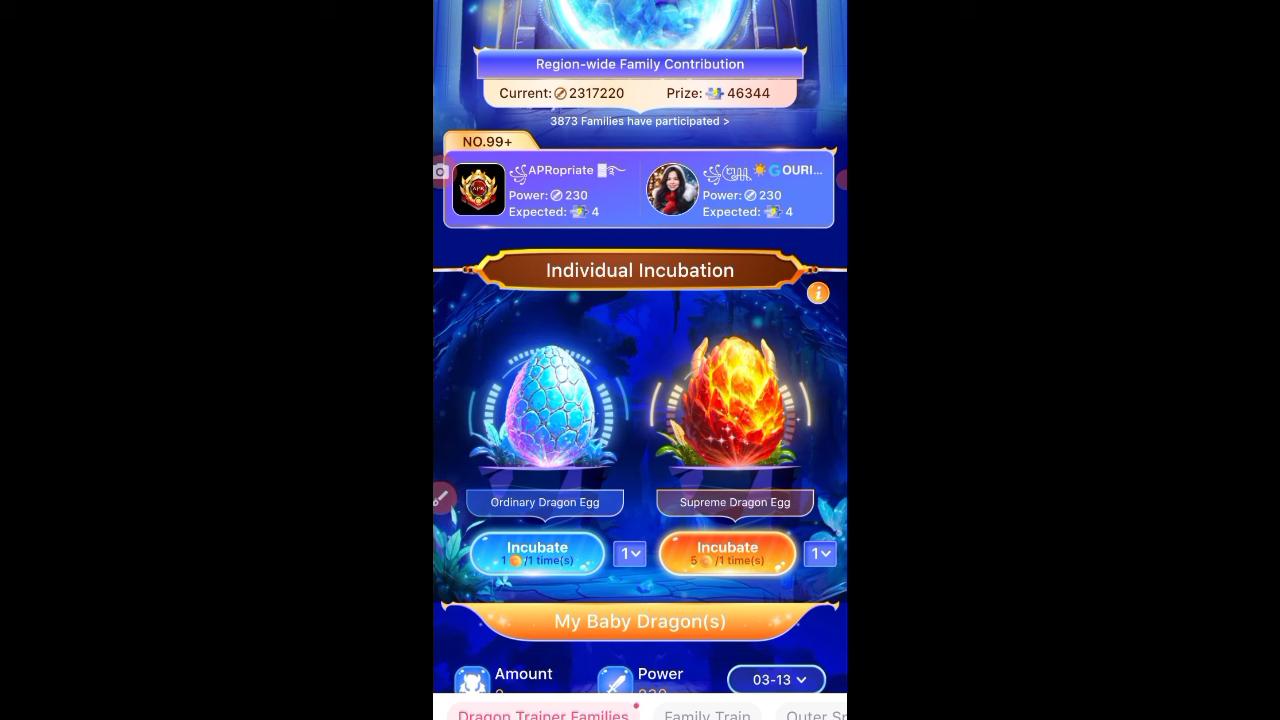 Region-wide Family Contribution
Current: 2317220 Prize: 46344
3873 Families have participated >
NO.99+
APRopriate
Power: 230
Expected: 4
GOURI...
Power: 230
Expected: 4
Individual Incubation
Ordinary Dragon Egg
Supreme Dragon Egg
Incubate
1 /1 time(s)
1
Incubate
5 /1 time(s)
1
My Baby Dragon(s)
Amount
Power
03-13
Dragon Trainer Families
Family Train
Outer